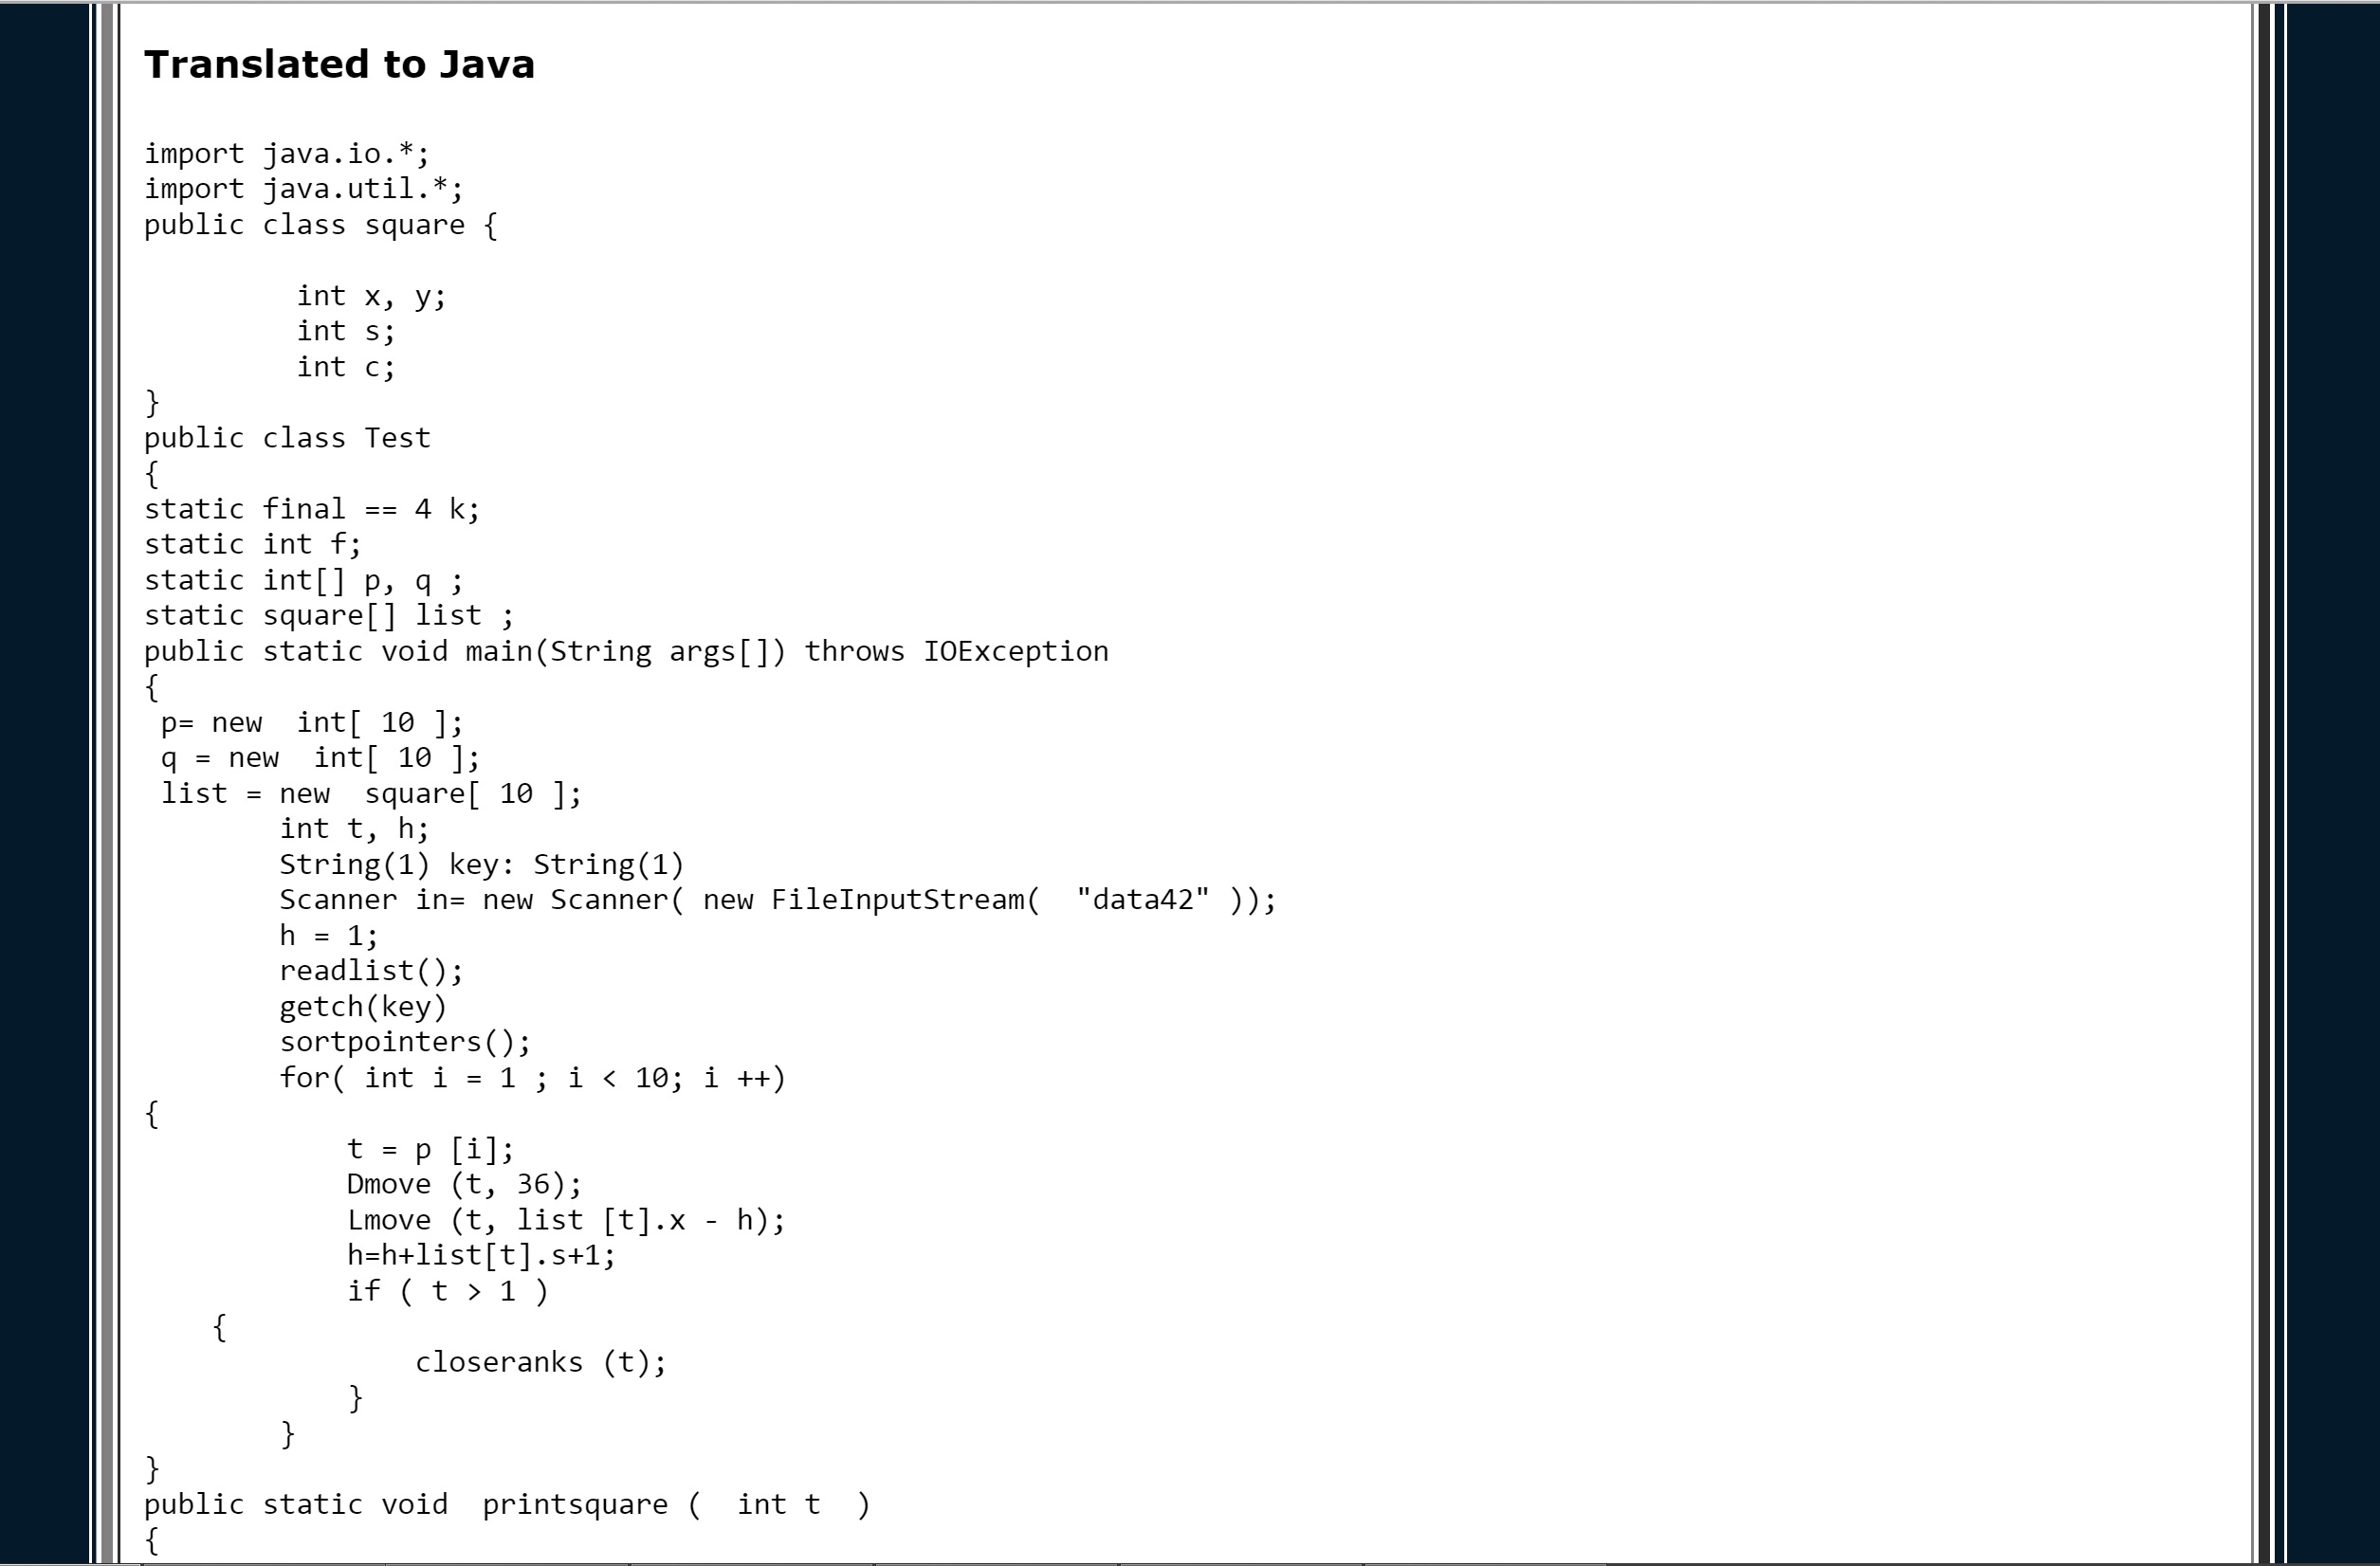 Translated to Java
import java.io.*;
import java.util.*;
public class square {
int x, y;
int s;
int c;
}
public class Test
{
static final == 4 k;
static int f;
static int[] p, q ;
static square[] list ;
public static void main(String args[]) throws IOException
{
p= new  int[ 10 ];
q = new  int[ 10 ];
list = new  square[ 10 ];
int t, h;
String(1) key: String(1)
Scanner in= new Scanner( new FileInputStream(  "data42" ));
h = 1;
readlist();
getch(key)
sortpointers();
for( int i = 1 ; i < 10; i ++)
{
t = p [i];
Dmove (t, 36);
Lmove (t, list [t].x - h);
h=h+list[t].s+1;
if ( t > 1 )
{
closeranks (t);
}
}
}
public static void  printsquare (  int t  )
{